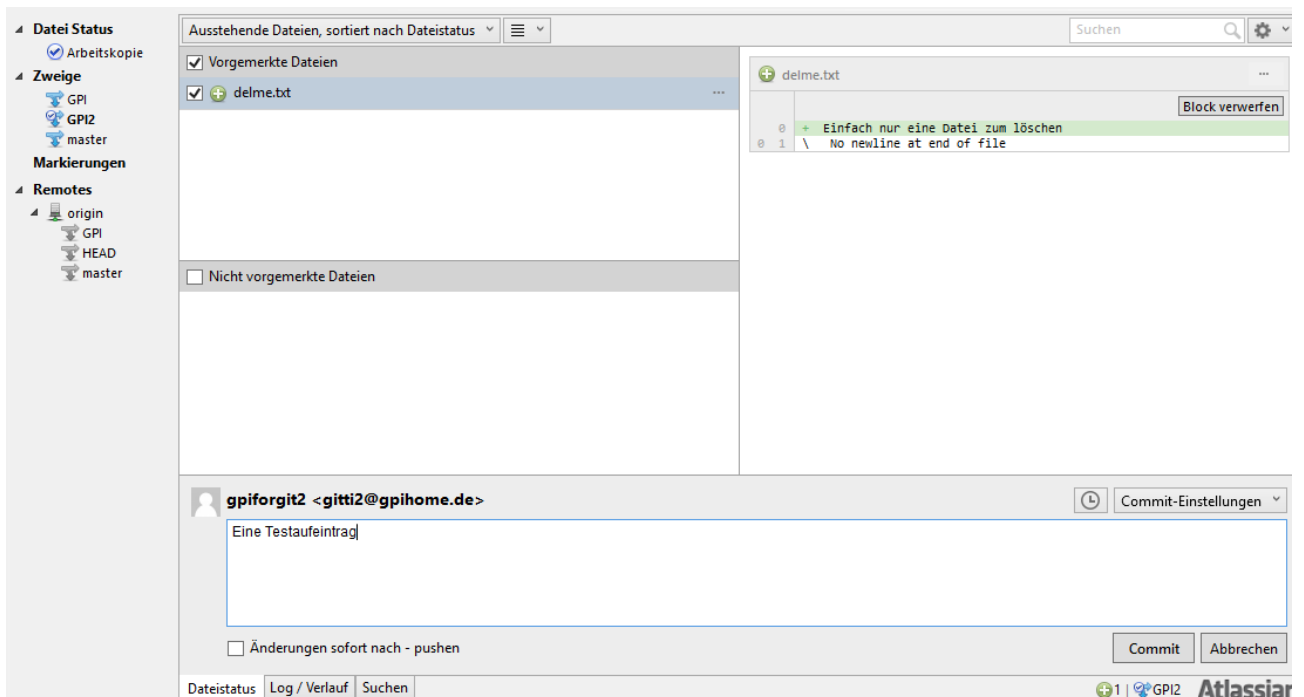 Datei Status
Arbeitskopie
Zweige
GPI
GPI2
master
Markierungen
Remotes
origin
GPI
HEAD
master
Ausstehende Dateien, sortiert nach Dateistatus
Suchen
Vorgemerkte Dateien
delme.txt
...
Nicht vorgemerkte Dateien
delme.txt
...
Block verwerfen
0 + Einfach nur eine Datei zum löschen
0 1 \ No newline at end of file
gpiforgit2 <gitti2@gpihome.de>
Commit-Einstellungen
Eine Testaufeintrag
Änderungen sofort nach - pushen
Commit
Abbrechen
Dateistatus
Log / Verlauf
Suchen
1 | GPI2
Atlassian